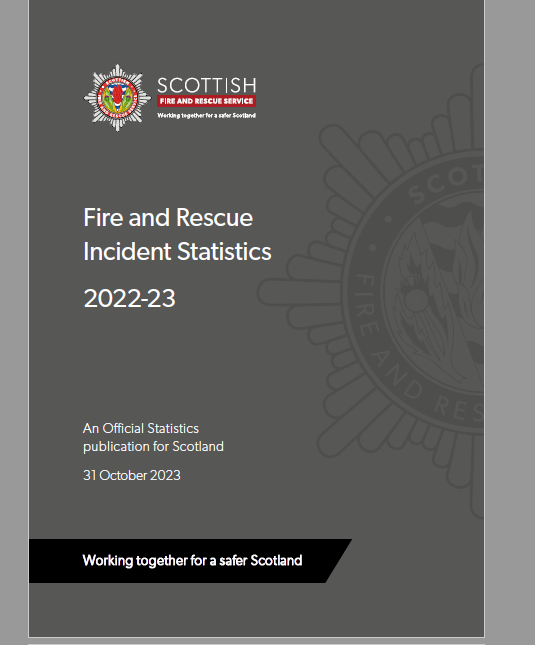 SCOTTISH
FIRE AND RESCUE SERVICE
Working together for a safer Scotland
Fire and Rescue
Incident Statistics
2022-23
SCOT
FIRE AND RES
An Official Statistics
publication for Scotland
31 October 2023
Working together for a safer Scotland